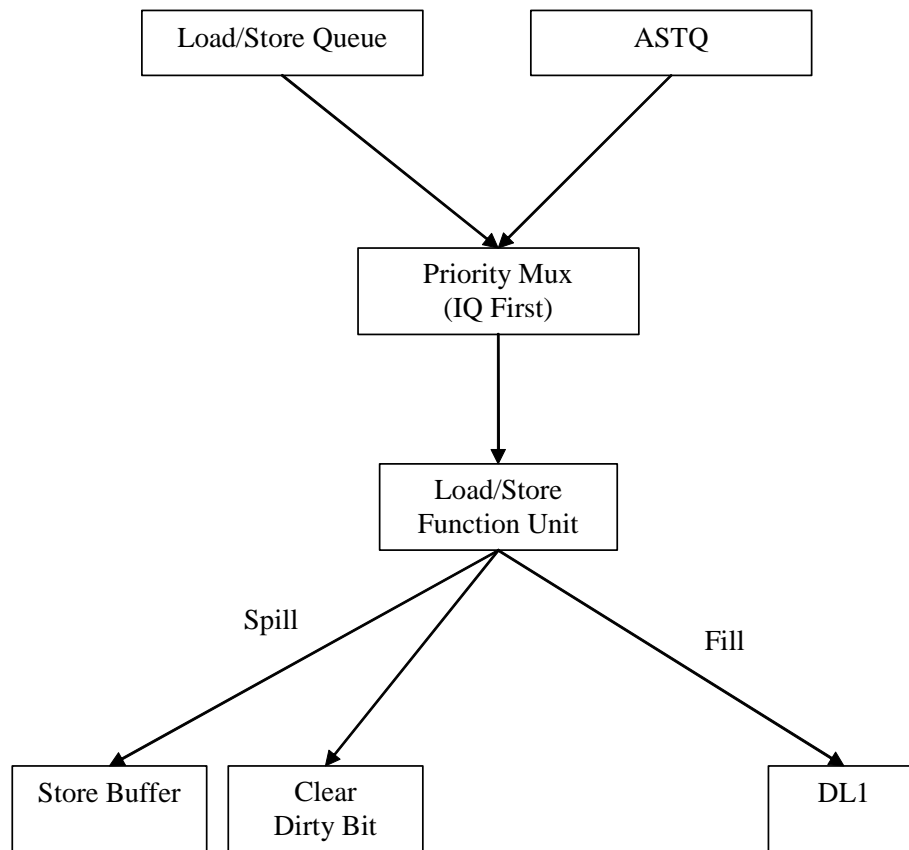 Load/Store Queue
ASTQ
Priority Mux
(IQ First)
Load/Store
Function Unit
Spill
Fill
Store Buffer
Clear
Dirty Bit
DL1